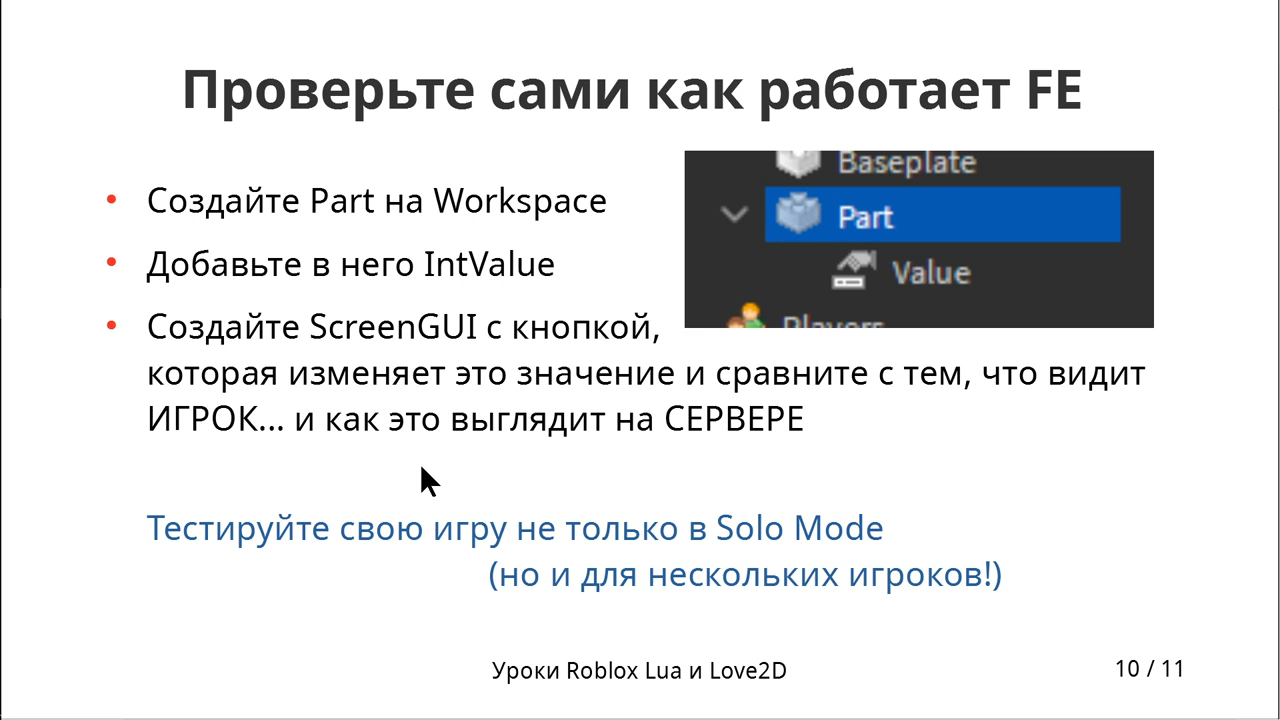 Проверьте сами как работает FE
Создайте Part на Workspace
Добавьте в него IntValue
Создайте ScreenGUI с кнопкой,
которая изменяет это значение и сравните с тем, что видит
ИГРОК... и как это выглядит на СЕРВЕРЕ
Baseplate
Part
Value
Players
Тестируйте свою игру не только в Solo Mode
(но и для нескольких игроков!)
Уроки Roblox Lua и Love2D
10 / 11